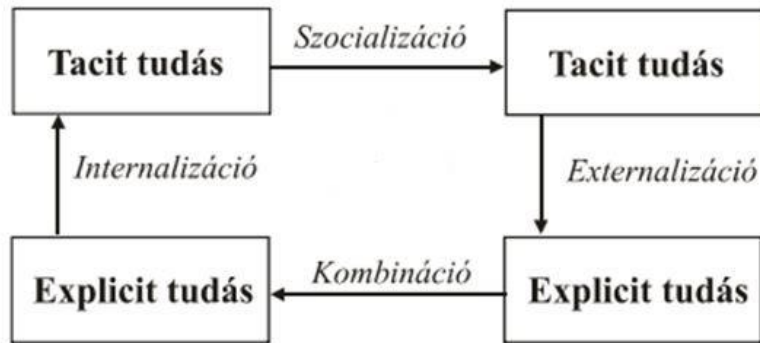 Tacit tudás
Szocializáció
Tacit tudás
Internalizáció
Externalizáció
Explicit tudás
Kombináció
Explicit tudás